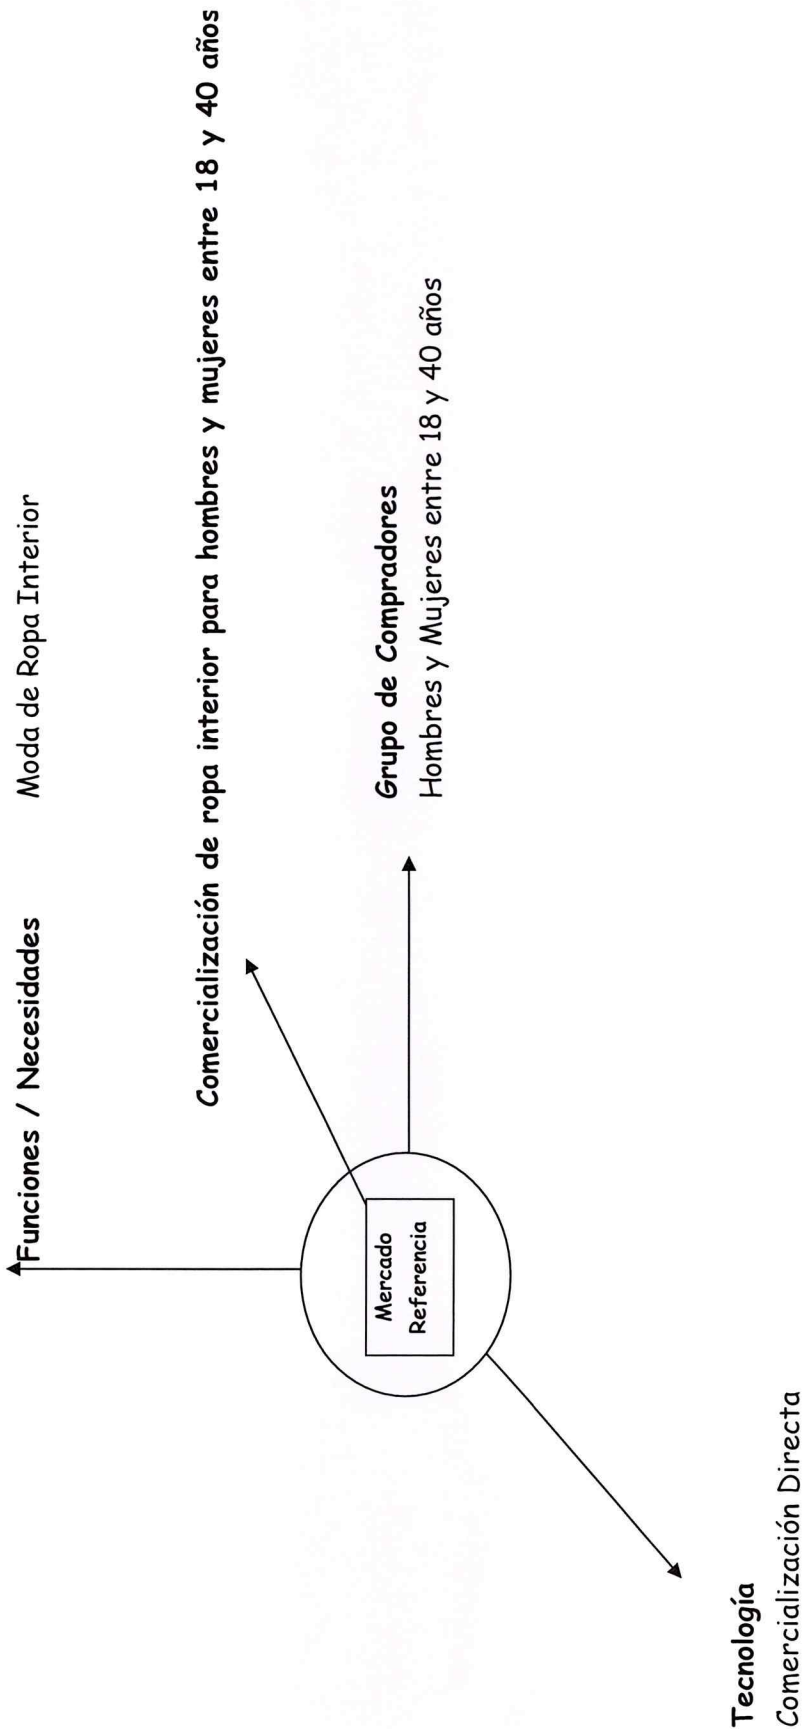 Funciones / Necesidades
Moda de Ropa Interior
Comercialización de ropa interior para hombres y mujeres entre 18 y 40 años
Grupo de Compradores
Hombres y Mujeres entre 18 y 40 años
Mercado
Referencia
Tecnología
Comercialización Directa